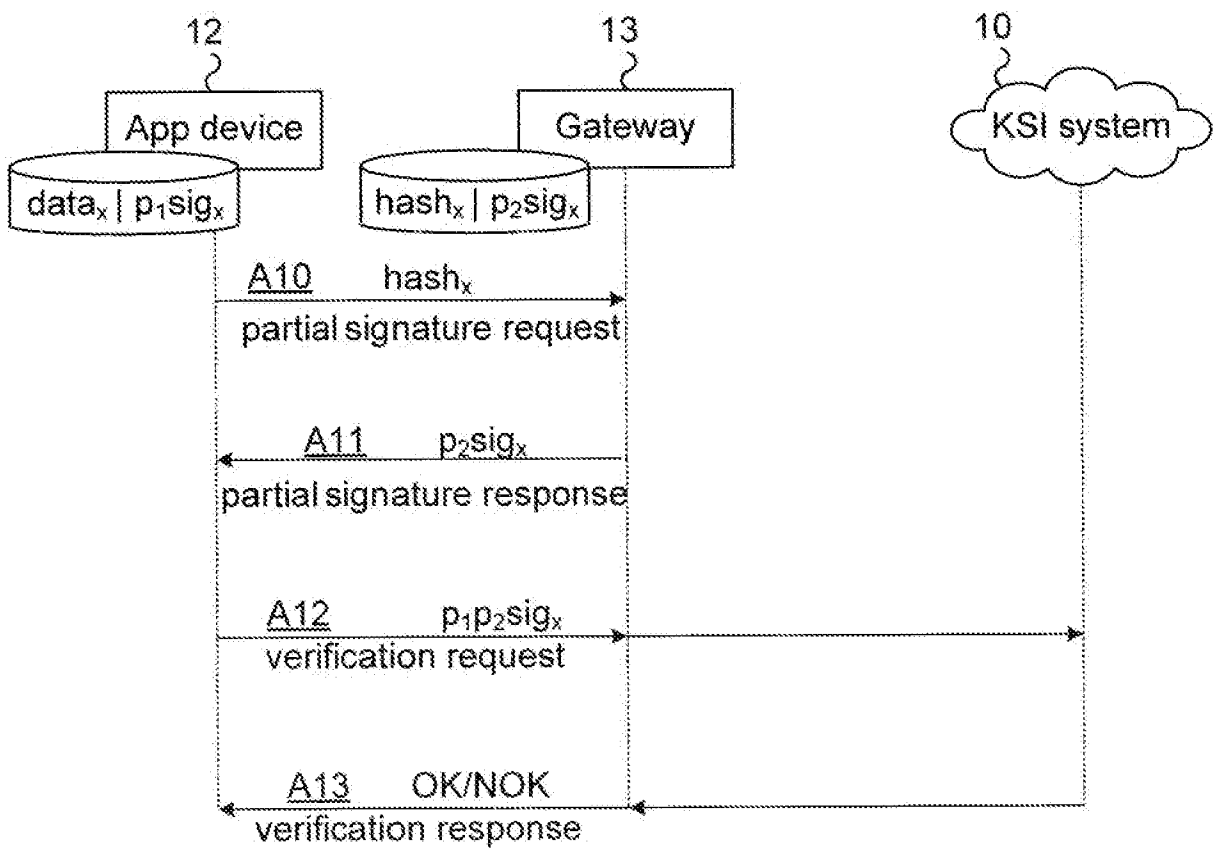 12
13
10
App device
Gateway
KSI system
dataₓ | p₁sigₓ
hashₓ | p₂sigₓ
A10 hashₓ
partial signature request
A11 p₂sigₓ
partial signature response
A12 p₁p₂sigₓ
verification request
A13 OK/NOK
verification response